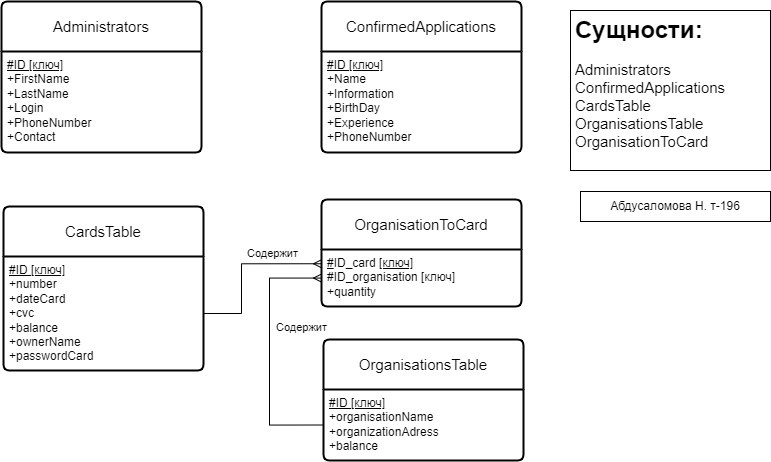 Administrators
#ID [ключ]
+FirstName
+LastName
+Login
+PhoneNumber
+Contact
ConfirmedApplications
#ID [ключ]
+Name
+Information
+BirthDay
+Experience
+PhoneNumber
Сущности:
Administrators
ConfirmedApplications
CardsTable
OrganisationsTable
OrganisationToCard
Абдусаломова Н. т-196
CardsTable
#ID [ключ]
+number
+dateCard
+cvc
+balance
+ownerName
+passwordCard
Содержит
OrganisationToCard
#ID_card [ключ]
#ID_organisation [ключ]
+quantity
Содержит
OrganisationsTable
#ID [ключ]
+organisationName
+organizationAdress
+balance